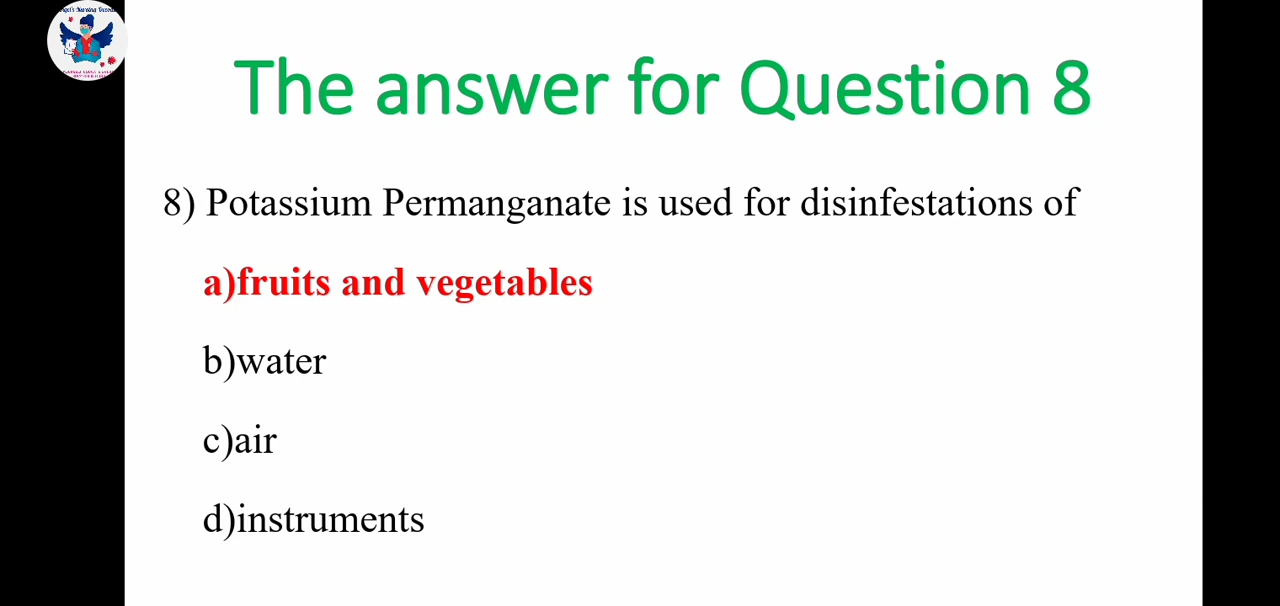 The answer for Question 8
8) Potassium Permanganate is used for disinfestations of
a)fruits and vegetables
b)water
c)air
d)instruments